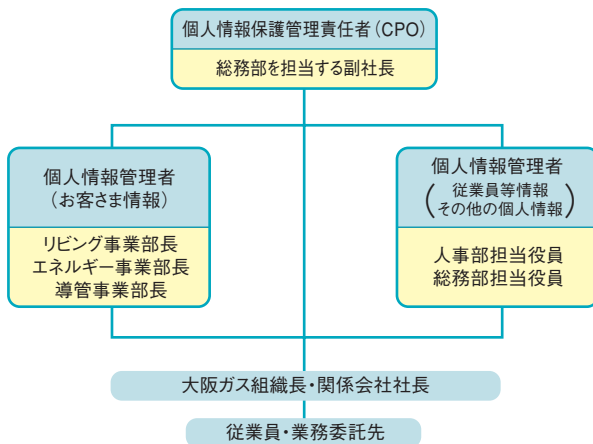 個人情報保護管理責任者(CPO)
総務部を担当する副社長
個人情報管理者
(お客さま情報)
リビング事業部長
エネルギー事業部長
導管事業部長
個人情報管理者
(従業員等情報
その他の個人情報)
人事部担当役員
総務部担当役員
大阪ガス組織長・関係会社社長
従業員・業務委託先